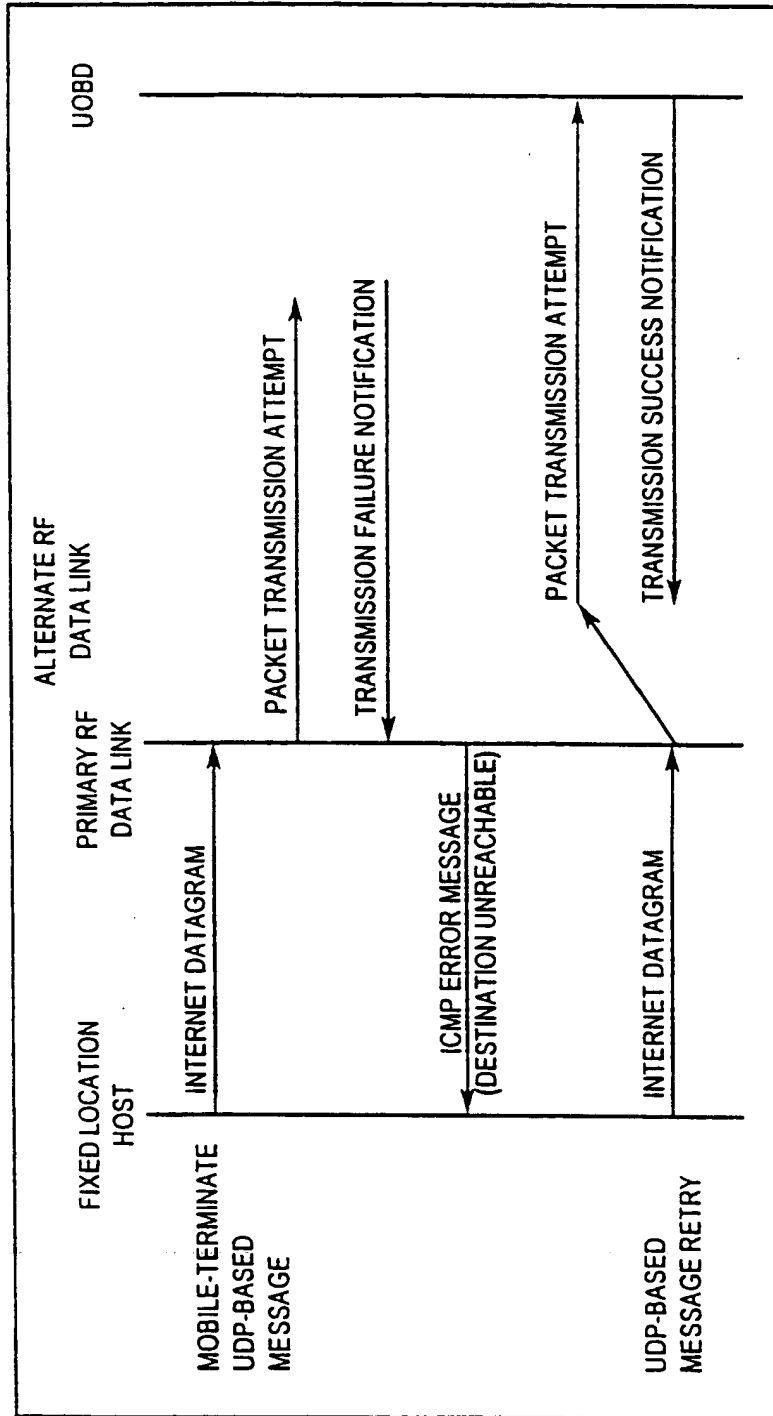 FIXED LOCATION
HOST
PRIMARY RF
DATA LINK
ALTERNATE RF
DATA LINK
UOBD
MOBILE-TERMINATE
UDP-BASED
MESSAGE
INTERNET DATAGRAM
PACKET TRANSMISSION ATTEMPT
TRANSMISSION FAILURE NOTIFICATION
ICMP ERROR MESSAGE
(DESTINATION UNREACHABLE)
PACKET TRANSMISSION ATTEMPT
UDP-BASED
MESSAGE RETRY
INTERNET DATAGRAM
TRANSMISSION SUCCESS NOTIFICATION